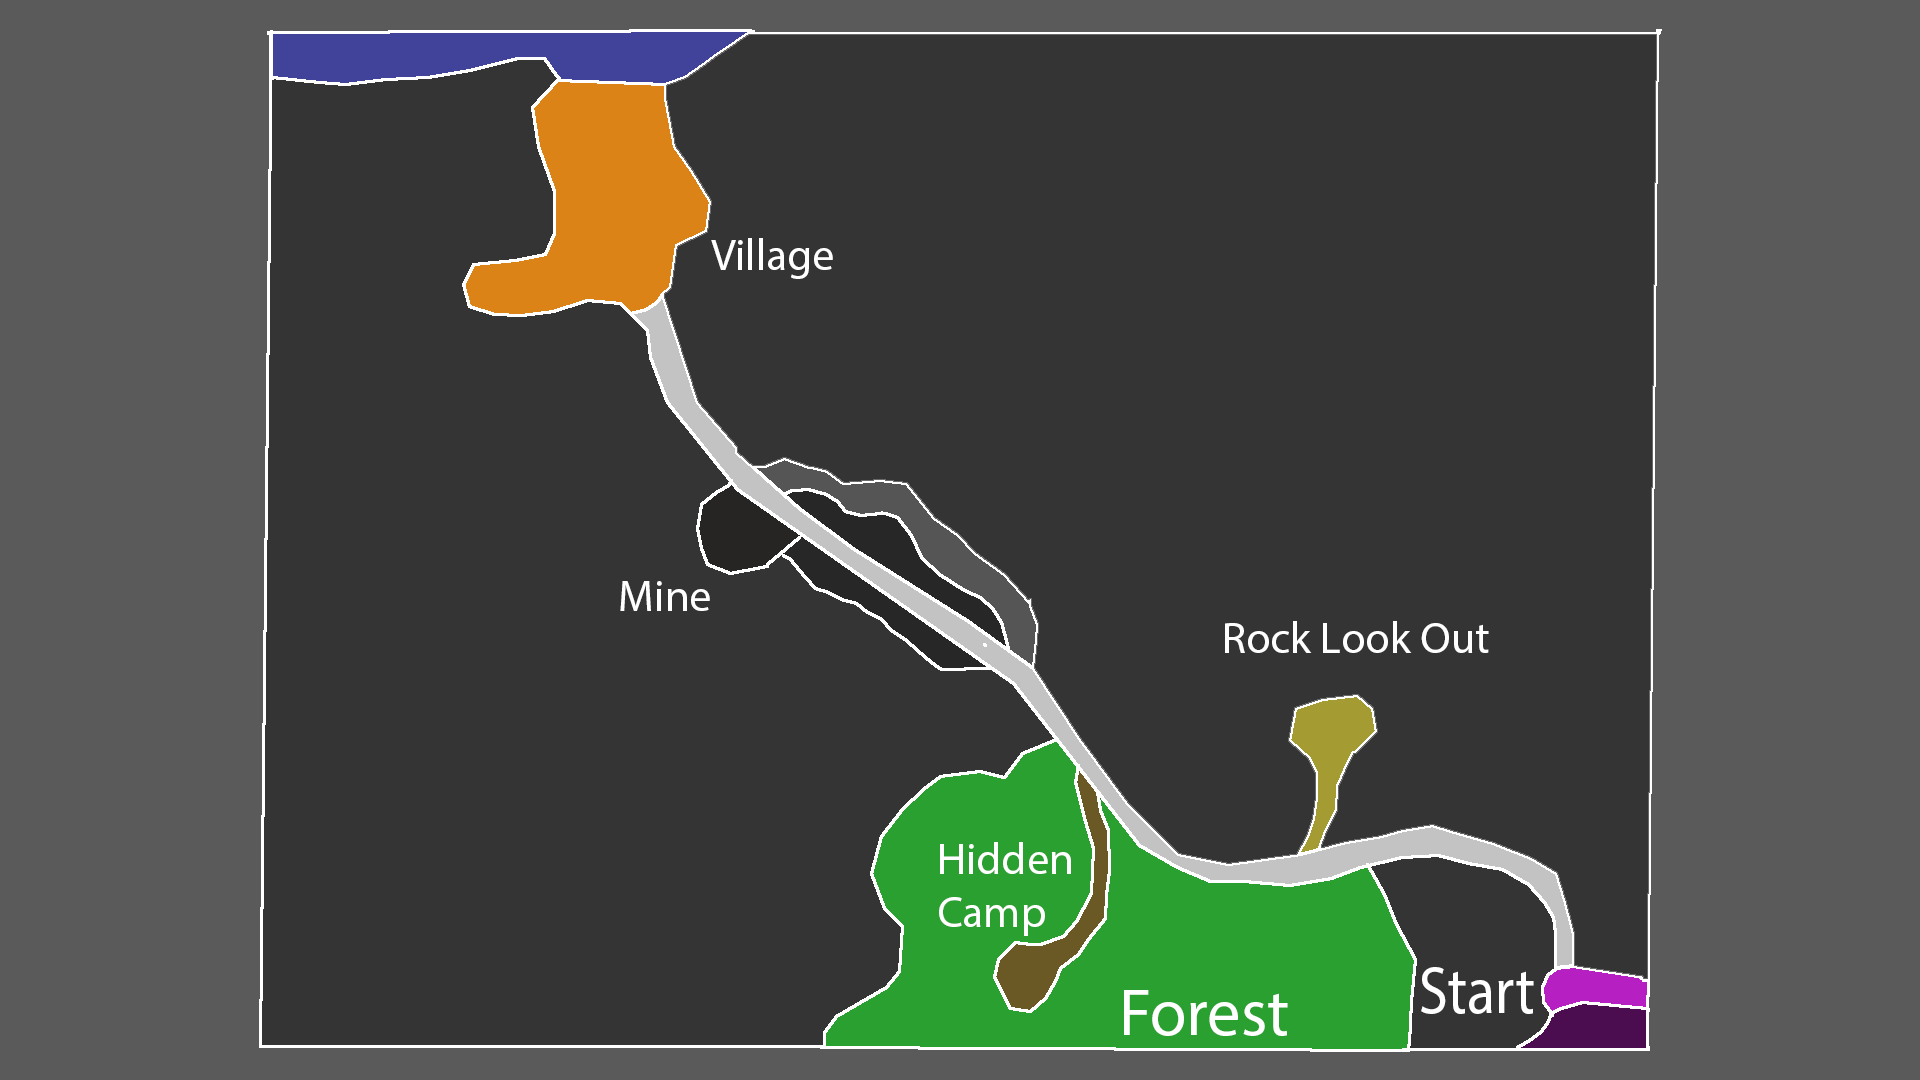 Village
Mine
Rock Look Out
Hidden
Camp
Start
Forest